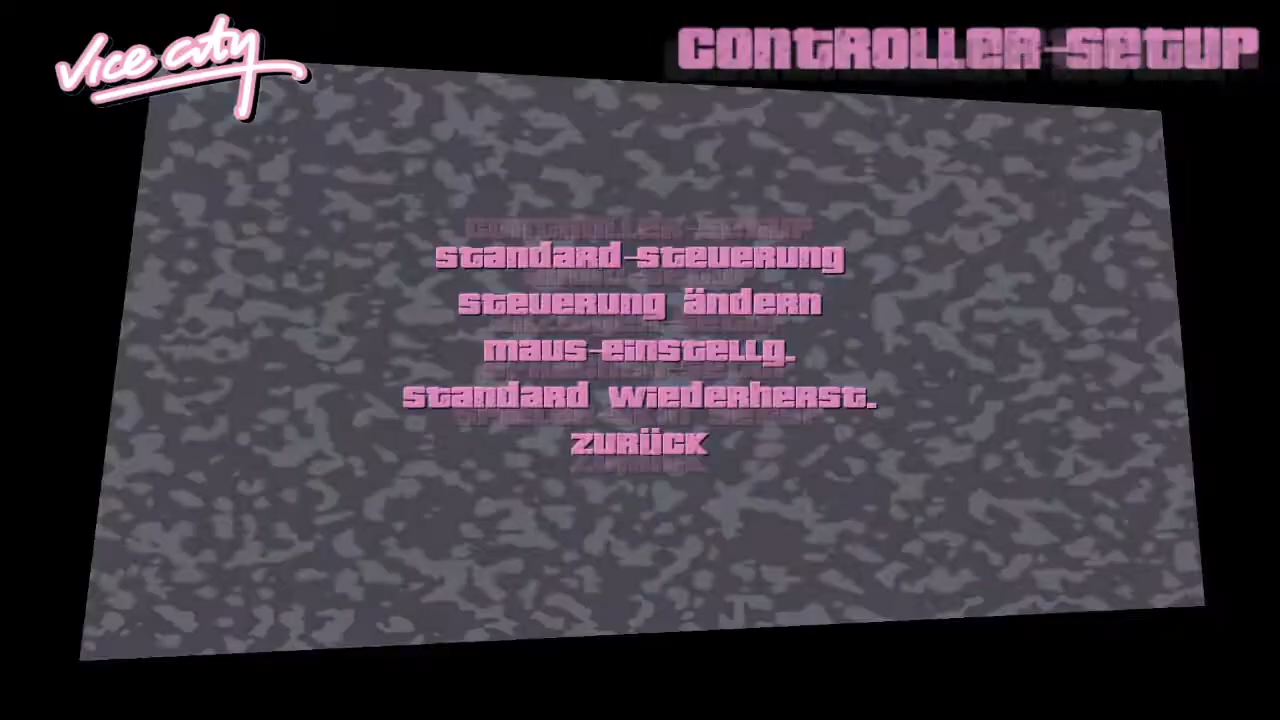 Vice City
CONTROLLER-SETUP
STANDARD-STEUERUNG
STEUERUNG ÄNDERN
MAUS-EINSTELLG.
STANDARD WIEDERHERST.
ZURÜCK